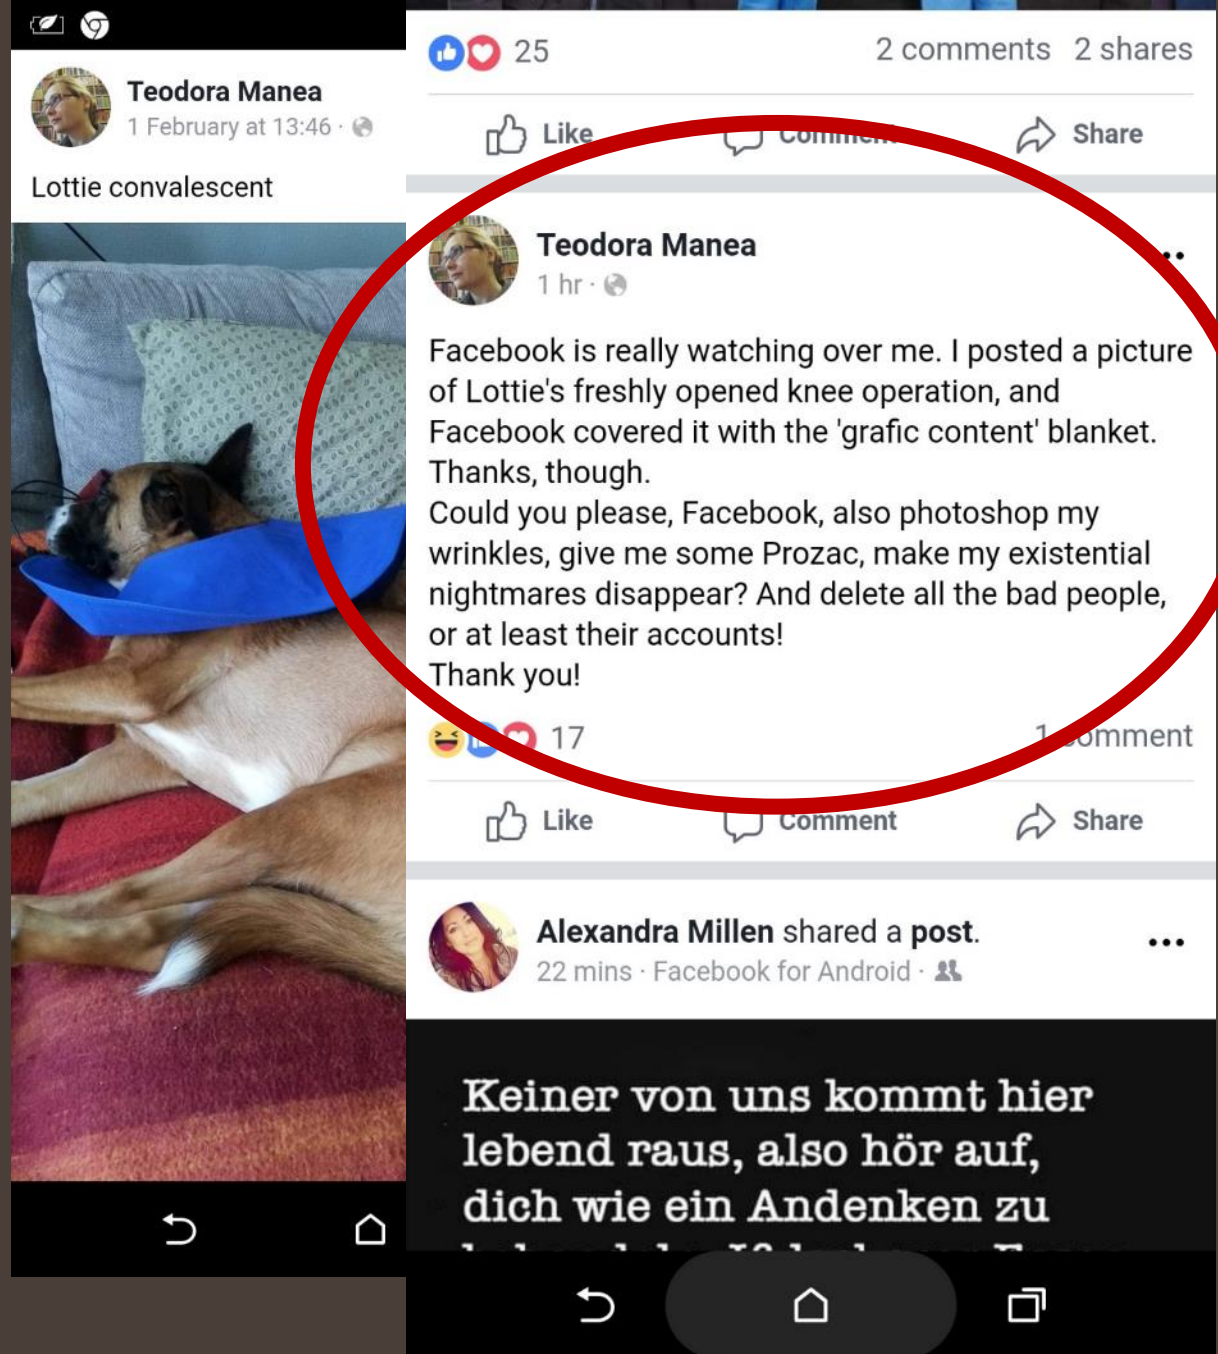 Teodora Manea
1 February at 13:46 ·
Lottie convalescent
25 2 comments 2 shares
Like Comment Share
Teodora Manea
1 hr ·
Facebook is really watching over me. I posted a picture
of Lottie's freshly opened knee operation, and
Facebook covered it with the 'grafic content' blanket.
Thanks, though.
Could you please, Facebook, also photoshop my
wrinkles, give me some Prozac, make my existential
nightmares disappear? And delete all the bad people,
or at least their accounts!
Thank you!
17 1 comment
Like Comment Share
Alexandra Millen shared a post.
22 mins · Facebook for Android ·
Keiner von uns kommt hier
lebend raus, also hör auf,
dich wie ein Andenken zu